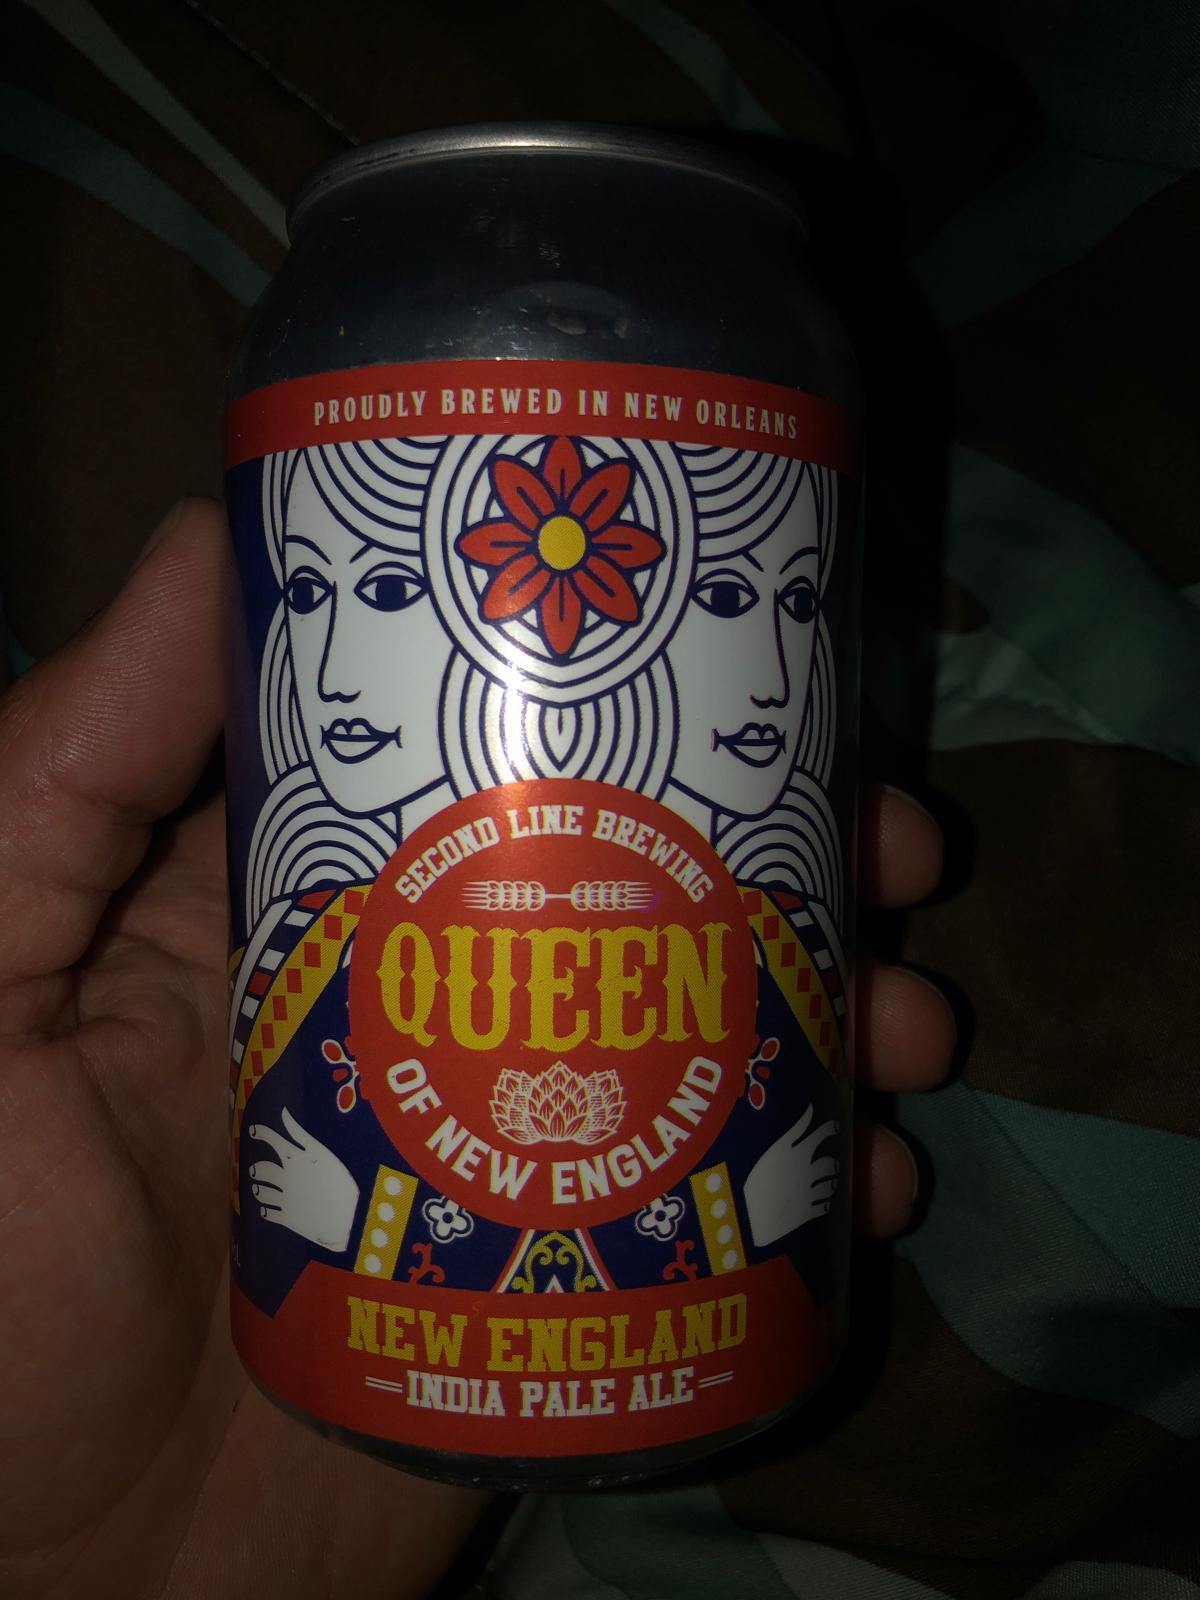 PROUDLY BREWED IN NEW ORLEANS
SECOND LINE BREWING
QUEEN
OF NEW ENGLAND
NEW ENGLAND
INDIA PALE ALE